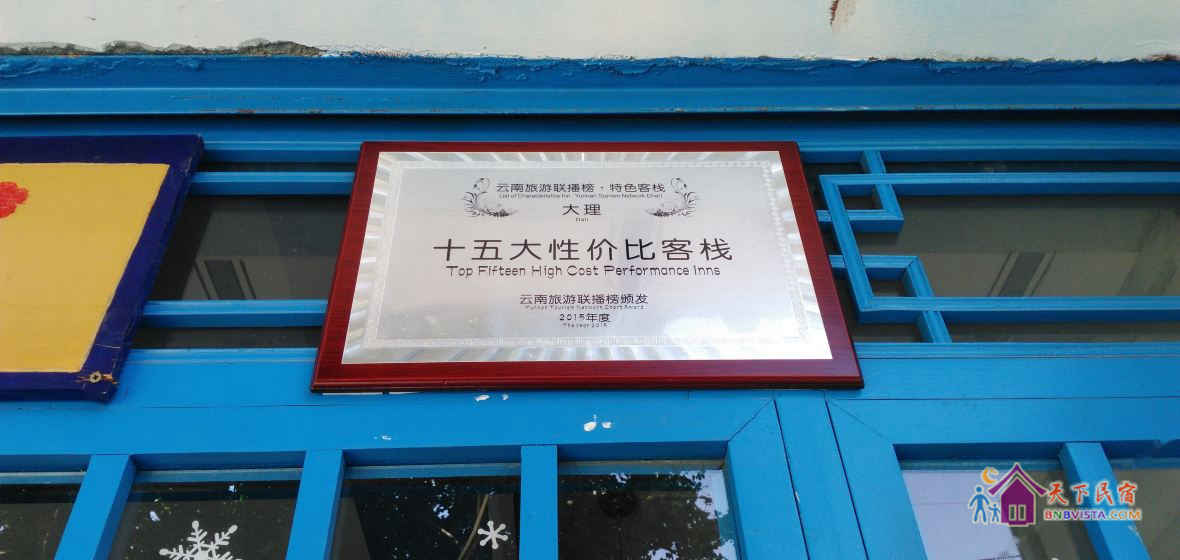 云南旅游联播榜·特色客栈
List of Characteristics Inn , Yunnan Tourism Network Chart
大理
Dali
十五大性价比客栈
Top Fifteen High Cost Performance Inns
云南旅游联播榜颁发
Yunnan Tourism Network Chart Award
2015年度
The year 2015
天下民宿
BNBVISTA.COM